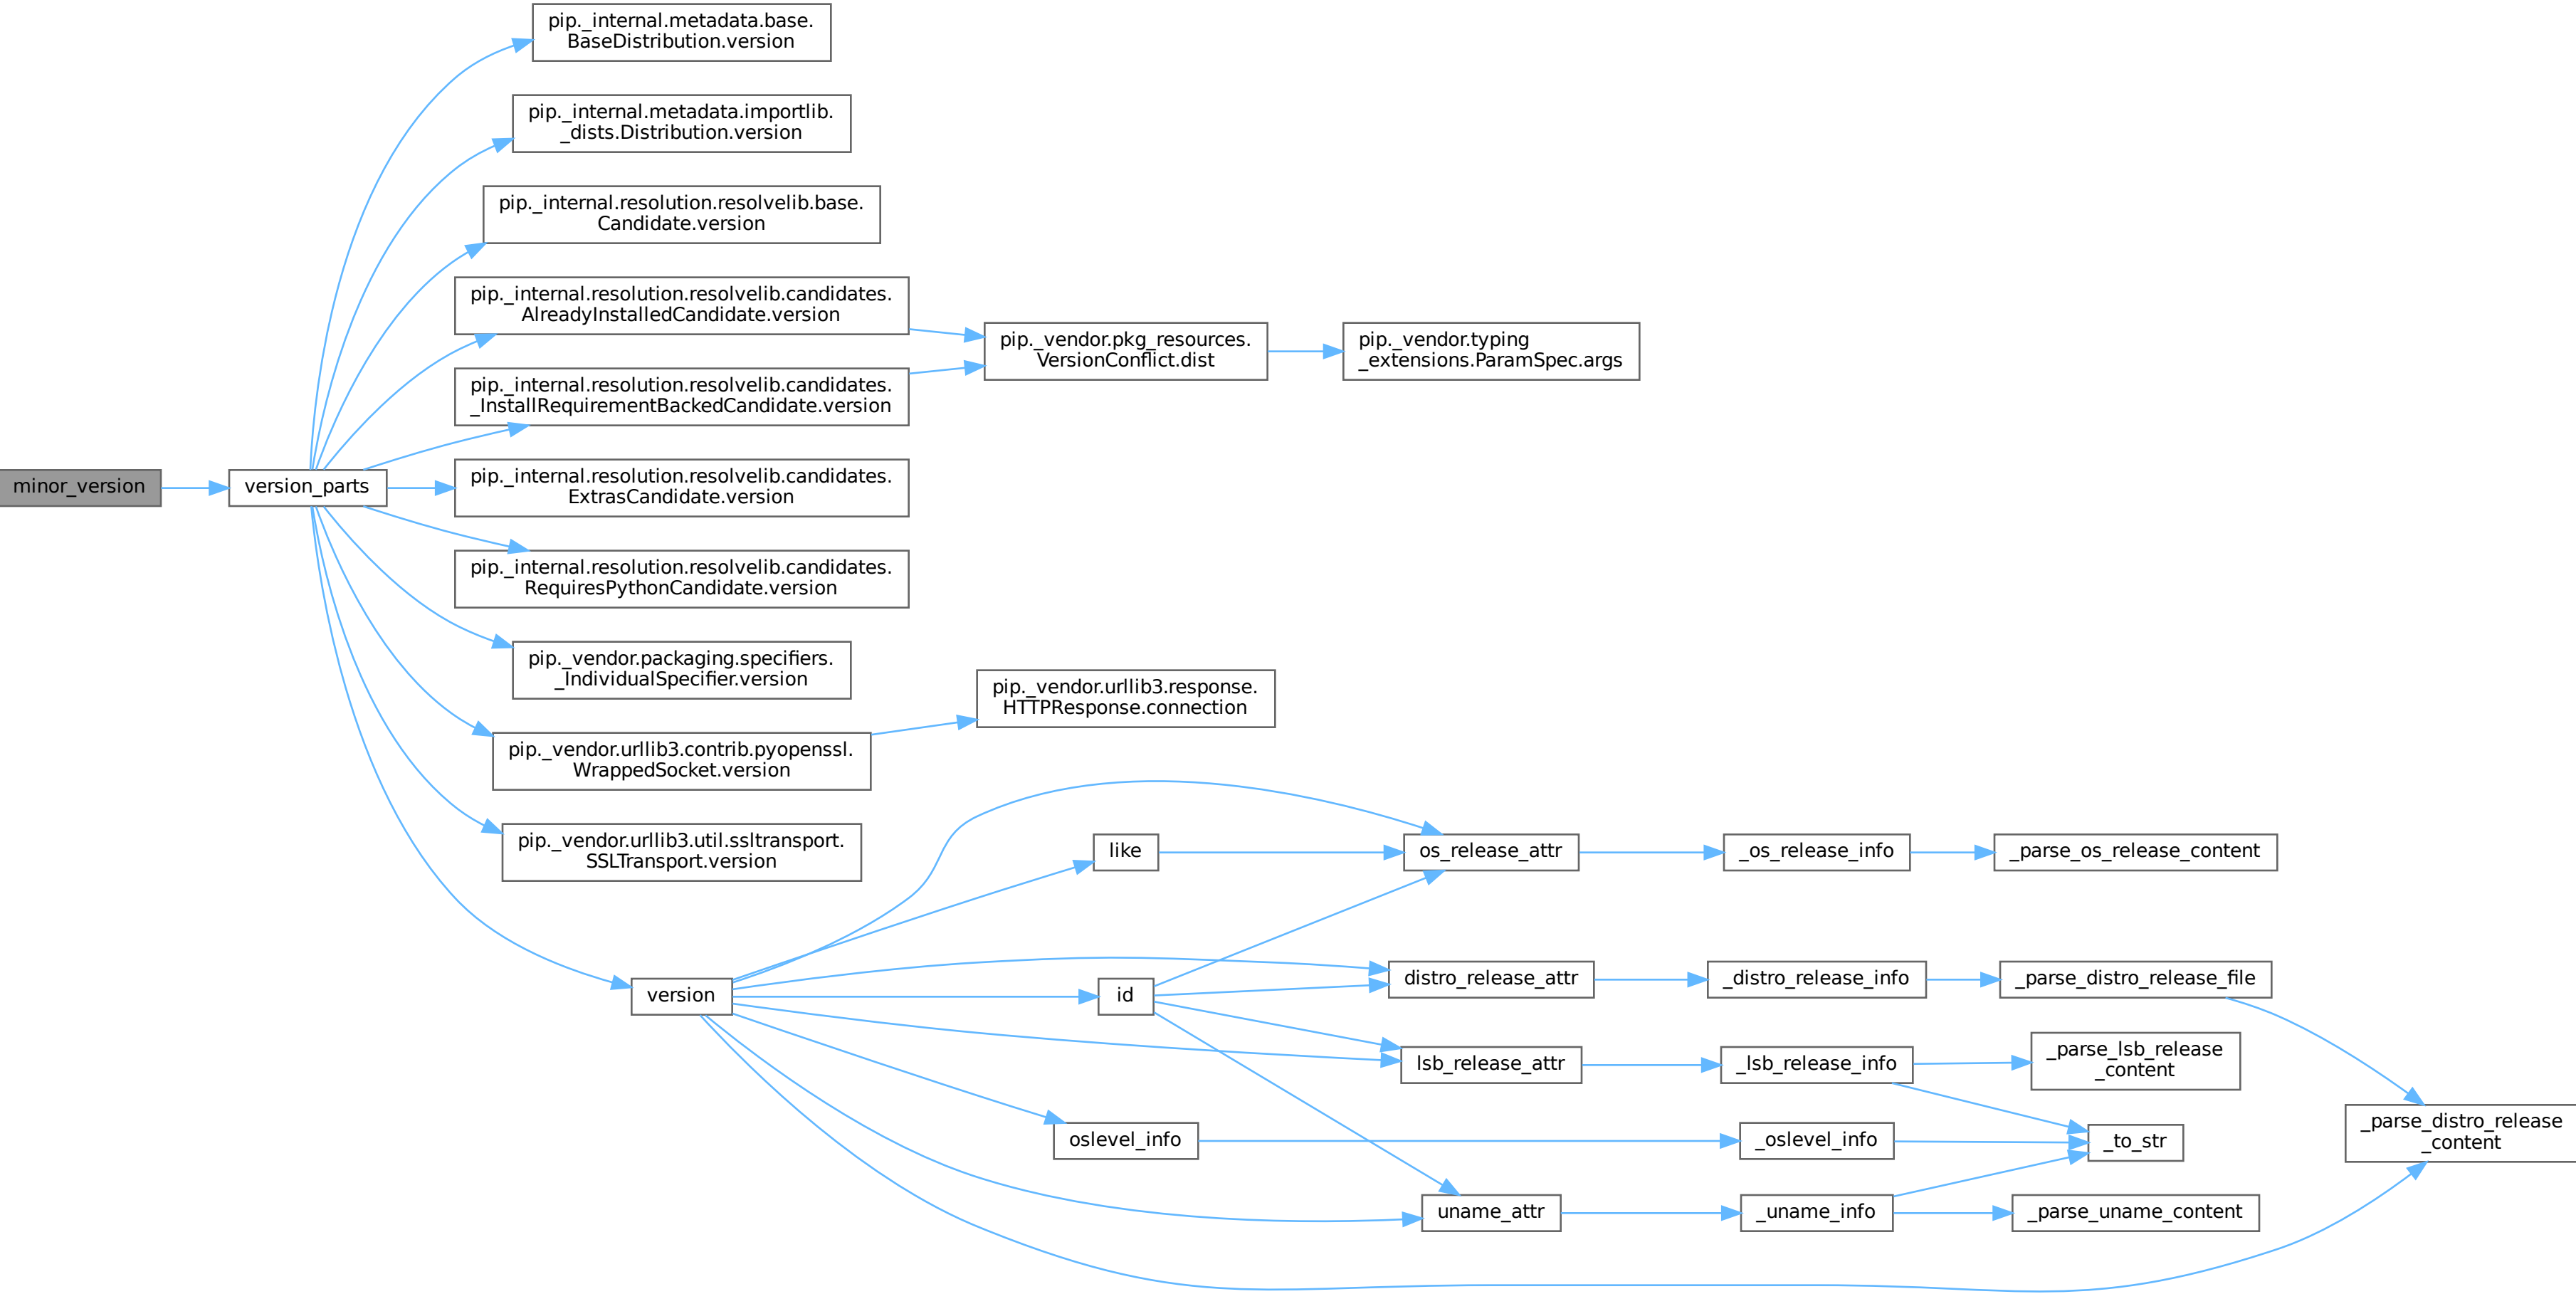 pip._internal.metadata.base.
BaseDistribution.version
pip._internal.metadata.importlib.
_dists.Distribution.version
pip._internal.resolution.resolvelib.base.
Candidate.version
pip._internal.resolution.resolvelib.candidates.
AlreadyInstalledCandidate.version
pip._vendor.pkg_resources.
VersionConflict.dist
pip._vendor.typing
_extensions.ParamSpec.args
pip._internal.resolution.resolvelib.candidates.
_InstallRequirementBackedCandidate.version
minor_version
version_parts
pip._internal.resolution.resolvelib.candidates.
ExtrasCandidate.version
pip._internal.resolution.resolvelib.candidates.
RequiresPythonCandidate.version
pip._vendor.packaging.specifiers.
_IndividualSpecifier.version
pip._vendor.urllib3.response.
HTTPResponse.connection
pip._vendor.urllib3.contrib.pyopenssl.
WrappedSocket.version
pip._vendor.urllib3.util.ssltransport.
SSLTransport.version
like
os_release_attr
_os_release_info
_parse_os_release_content
version
id
distro_release_attr
_distro_release_info
_parse_distro_release_file
lsb_release_attr
_lsb_release_info
_parse_lsb_release
_content
oslevel_info
_oslevel_info
_to_str
_parse_distro_release
_content
uname_attr
_uname_info
_parse_uname_content